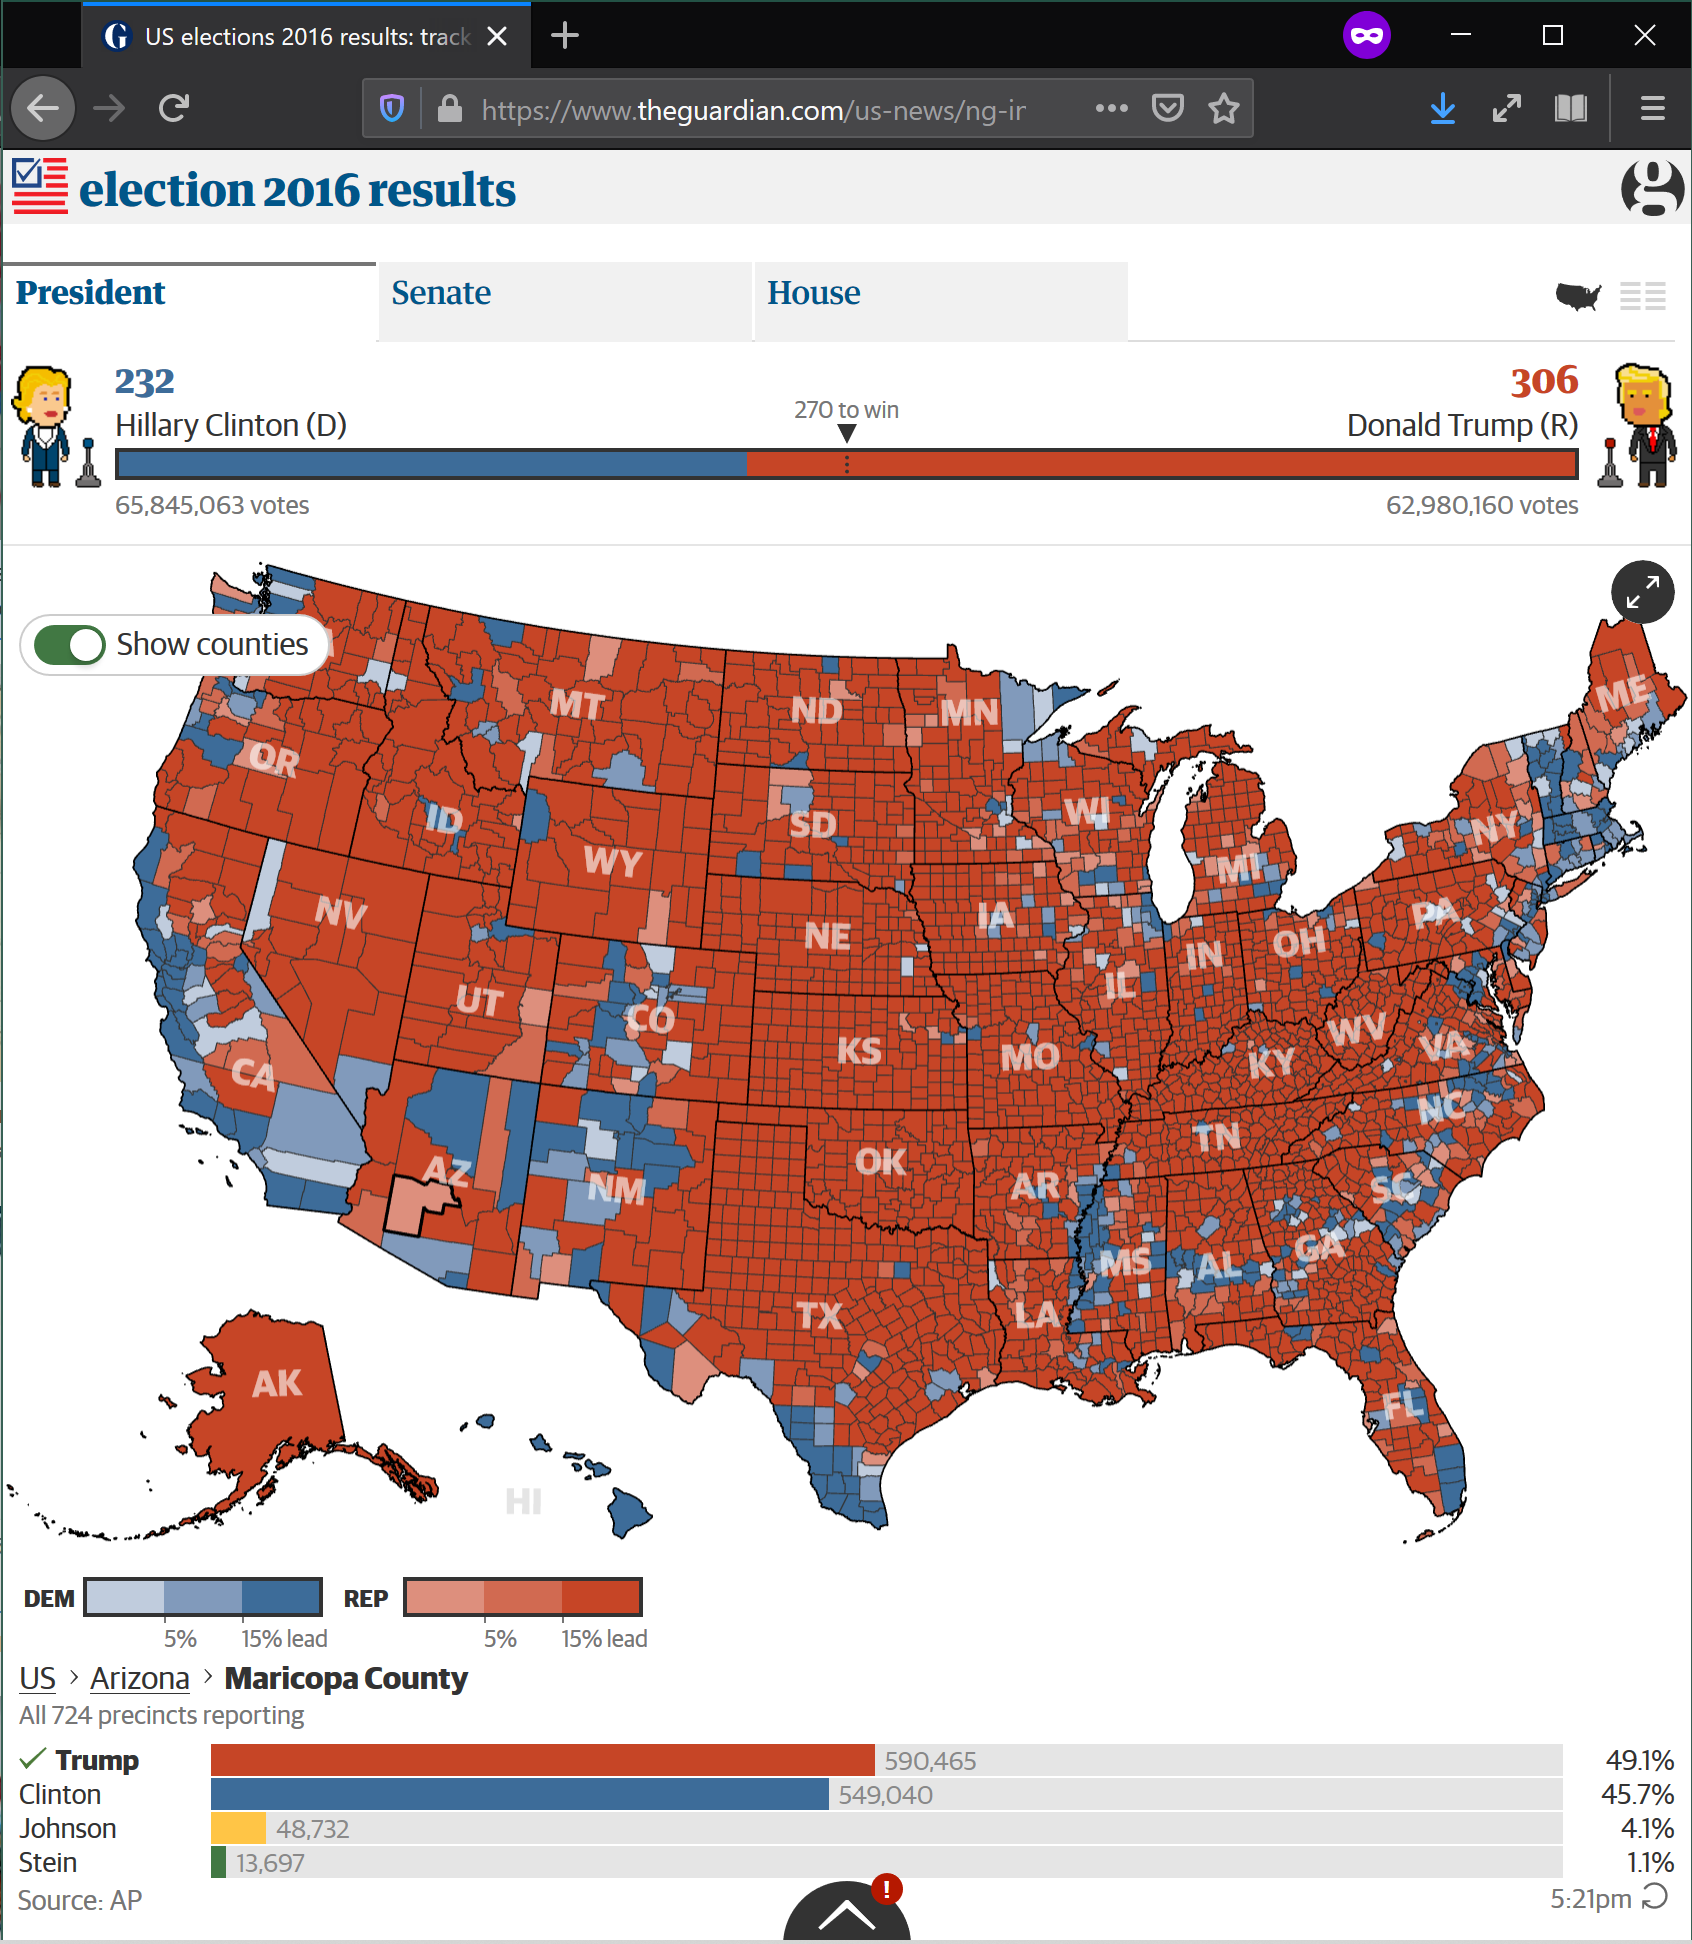 US elections 2016 results: track
https://www.theguardian.com/us-news/ng-ir
election 2016 results
President
Senate
House
232
306
Hillary Clinton (D)
270 to win
Donald Trump (R)
65,845,063 votes
62,980,160 votes
Show counties
MT
ND
MN
ME
OR
ID
SD
WI
NY
WY
MI
NV
NE
IA
PA
UT
IL
IN
OH
CO
CA
KS
MO
KY
WV
VA
NC
AZ
NM
OK
TN
AR
SC
MS
AL
GA
TX
LA
AK
FL
HI
DEM
REP
5%
15% lead
5%
15% lead
US > Arizona > Maricopa County
All 724 precincts reporting
Trump 590,465 49.1%
Clinton 549,040 45.7%
Johnson 48,732 4.1%
Stein 13,697 1.1%
Source: AP
5:21pm